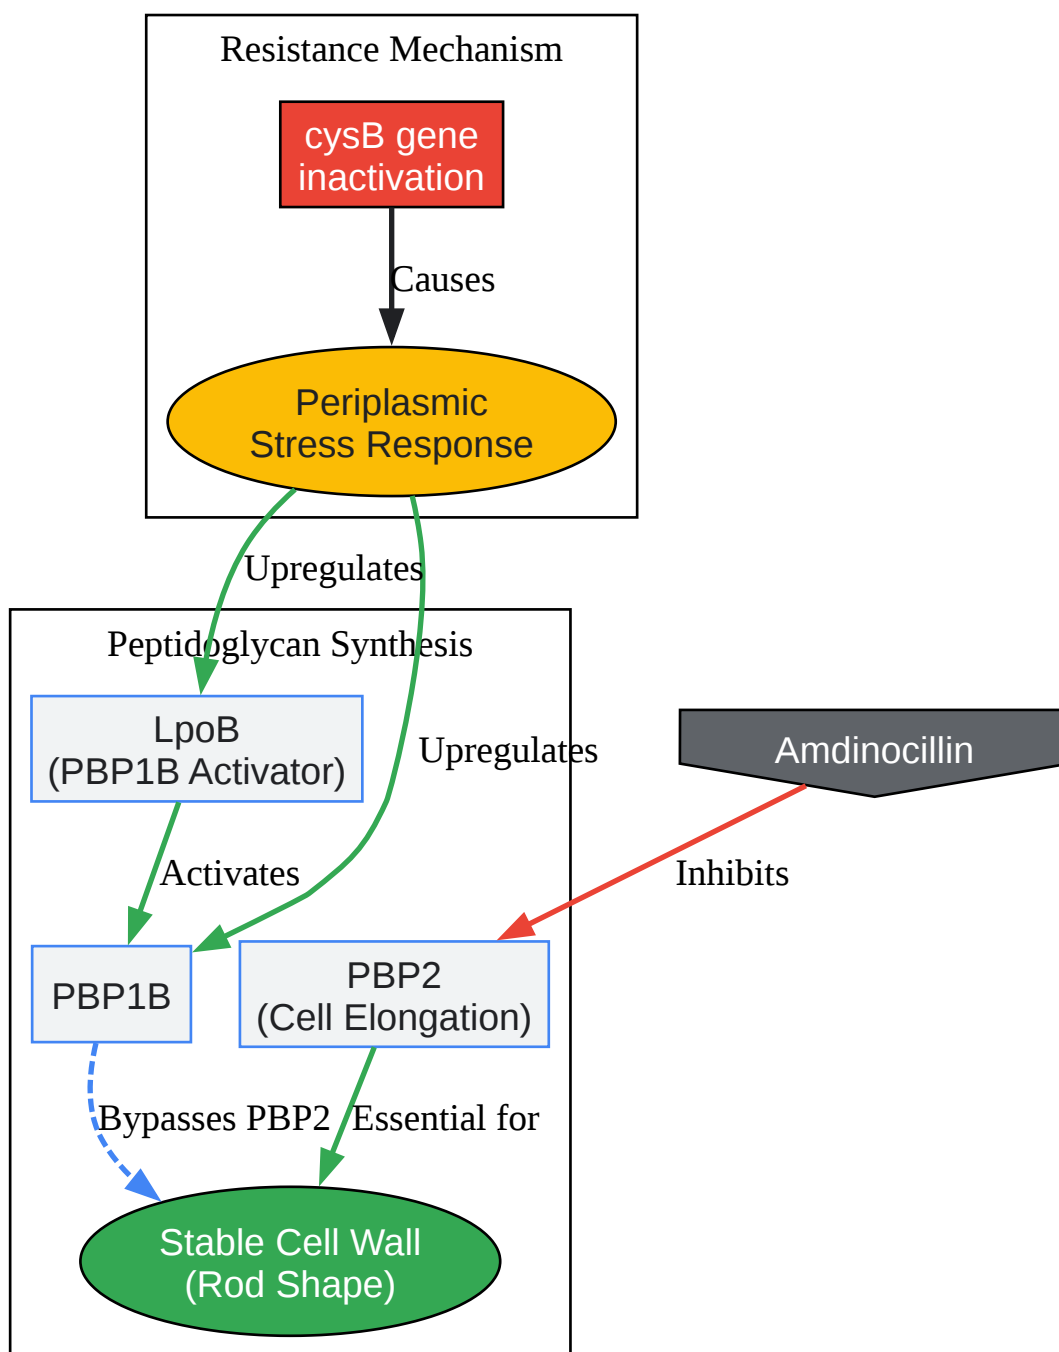 Resistance Mechanism
cysB gene
inactivation
Causes
Periplasmic
Stress Response
Upregulates
Peptidoglycan Synthesis
LpoB
(PBP1B Activator)
Upregulates
Amdinocillin
Activates
Inhibits
PBP1B
PBP2
(Cell Elongation)
Bypasses PBP2
Essential for
Stable Cell Wall
(Rod Shape)